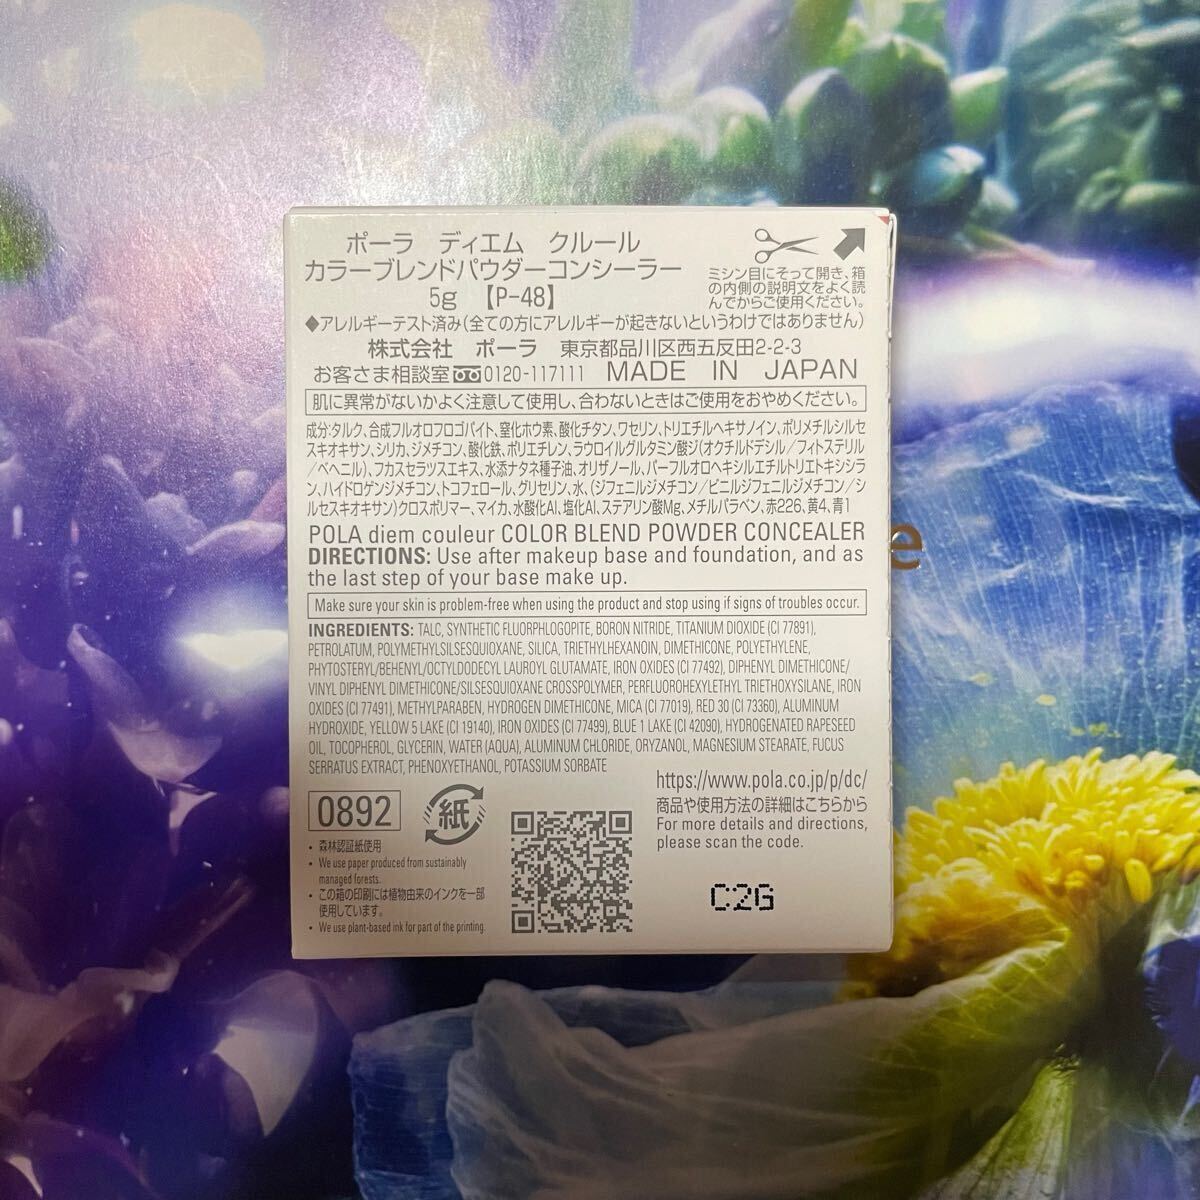 ポーラ ディエム クルール
カラーブレンドパウダーコンシーラー
5g 【P-48】
ミシン目にそって開き、箱
の内側の説明文をよく読
んでからご使用ください。
◆アレルギーテスト済み(全ての方にアレルギーが起きないというわけではありません)
株式会社 ポーラ 東京都品川区西五反田2-2-3
お客さま相談室 0120-117111 MADE IN JAPAN
肌に異常がないかよく注意して使用し、合わないときはご使用をおやめください。
成分:タルク、合成フルオロフロゴパイト、窒化ホウ素、酸化チタン、ワセリン、トリエチルヘキサノイン、ポリメチルシルセ
スキオキサン、シリカ、ジメチコン、酸化鉄、ポリエチレン、ラウロイルグルタミン酸ジ(オクチルドデシル/フィトステリル
/ベヘニル)、フカスセラツスエキス、水添ナタネ種子油、オリザノール、パーフルオロヘキシルエチルトリエトキシシラ
ン、ハイドロゲンジメチコン、トコフェロール、グリセリン、水、(ジフェニルジメチコン/ビニルジフェニルジメチコン/シ
ルセスキオキサン)クロスポリマー、マイカ、水酸化Al、塩化Al、ステアリン酸Mg、メチルパラベン、赤226、黄4、青1
POLA diem couleur COLOR BLEND POWDER CONCEALER
DIRECTIONS: Use after makeup base and foundation, and as
the last step of your base make up.
Make sure your skin is problem-free when using the product and stop using if signs of troubles occur.
INGREDIENTS: TALC, SYNTHETIC FLUORPHLOGOPITE, BORON NITRIDE, TITANIUM DIOXIDE (CI 77891),
PETROLATUM, POLYMETHYLSILSESQUIOXANE, SILICA, TRIETHYLHEXANOIN, DIMETHICONE, POLYETHYLENE,
PHYTOSTERYL/BEHENYL/OCTYLDODECYL LAUROYL GLUTAMATE, IRON OXIDES (CI 77492), DIPHENYL DIMETHICONE/
VINYL DIPHENYL DIMETHICONE/SILSESQUIOXANE CROSSPOLYMER, PERFLUOROHEXYLETHYL TRIETHOXYSILANE, IRON
OXIDES (CI 77491), METHYLPARABEN, HYDROGEN DIMETHICONE, MICA (CI 77019), RED 30 (CI 73360), ALUMINUM
HYDROXIDE, YELLOW 5 LAKE (CI 19140), IRON OXIDES (CI 77499), BLUE 1 LAKE (CI 42090), HYDROGENATED RAPESEED
OIL, TOCOPHEROL, GLYCERIN, WATER (AQUA), ALUMINUM CHLORIDE, ORYZANOL, MAGNESIUM STEARATE, FUCUS
SERRATUS EXTRACT, PHENOXYETHANOL, POTASSIUM SORBATE
https://www.pola.co.jp/p/dc/
商品や使用方法の詳細はこちらから
For more details and directions,
please scan the code.
0892
紙
・森林認証紙使用
・We use paper produced from sustainably
managed forests.
・この箱の印刷には植物由来のインクを一部
使用しています。
・We use plant-based ink for part of the printing.
C2G
e